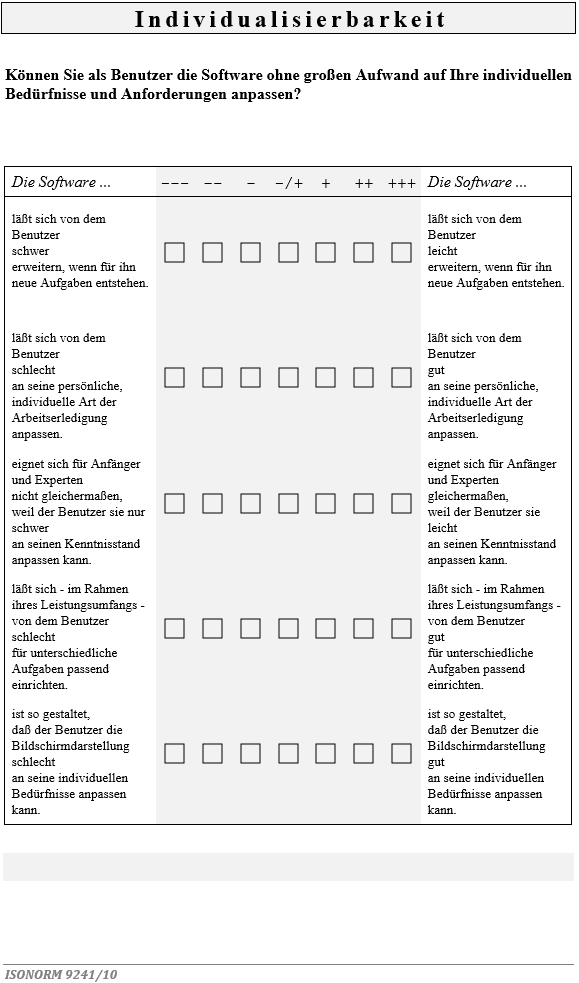 Individualisierbarkeit
Können Sie als Benutzer die Software ohne großen Aufwand auf Ihre individuellen
Bedürfnisse und Anforderungen anpassen?
Die Software ... --- -- - -/+ + ++ +++ Die Software ...
läßt sich von dem
Benutzer
schwer
erweitern, wenn für ihn
neue Aufgaben entstehen.
läßt sich von dem
Benutzer
leicht
erweitern, wenn für ihn
neue Aufgaben entstehen.
läßt sich von dem
Benutzer
schlecht
an seine persönliche,
individuelle Art der
Arbeitserledigung
anpassen.
läßt sich von dem
Benutzer
gut
an seine persönliche,
individuelle Art der
Arbeitserledigung
anpassen.
eignet sich für Anfänger
und Experten
nicht gleichermaßen,
weil der Benutzer sie nur
schwer
an seinen Kenntnisstand
anpassen kann.
eignet sich für Anfänger
und Experten
gleichermaßen,
weil der Benutzer sie
leicht
an seinen Kenntnisstand
anpassen kann.
läßt sich - im Rahmen
ihres Leistungsumfangs -
von dem Benutzer
schlecht
für unterschiedliche
Aufgaben passend
einrichten.
läßt sich - im Rahmen
ihres Leistungsumfangs -
von dem Benutzer
gut
für unterschiedliche
Aufgaben passend
einrichten.
ist so gestaltet,
daß der Benutzer die
Bildschirmdarstellung
schlecht
an seine individuellen
Bedürfnisse anpassen
kann.
ist so gestaltet,
daß der Benutzer die
Bildschirmdarstellung
gut
an seine individuellen
Bedürfnisse anpassen
kann.
ISONORM 9241/10